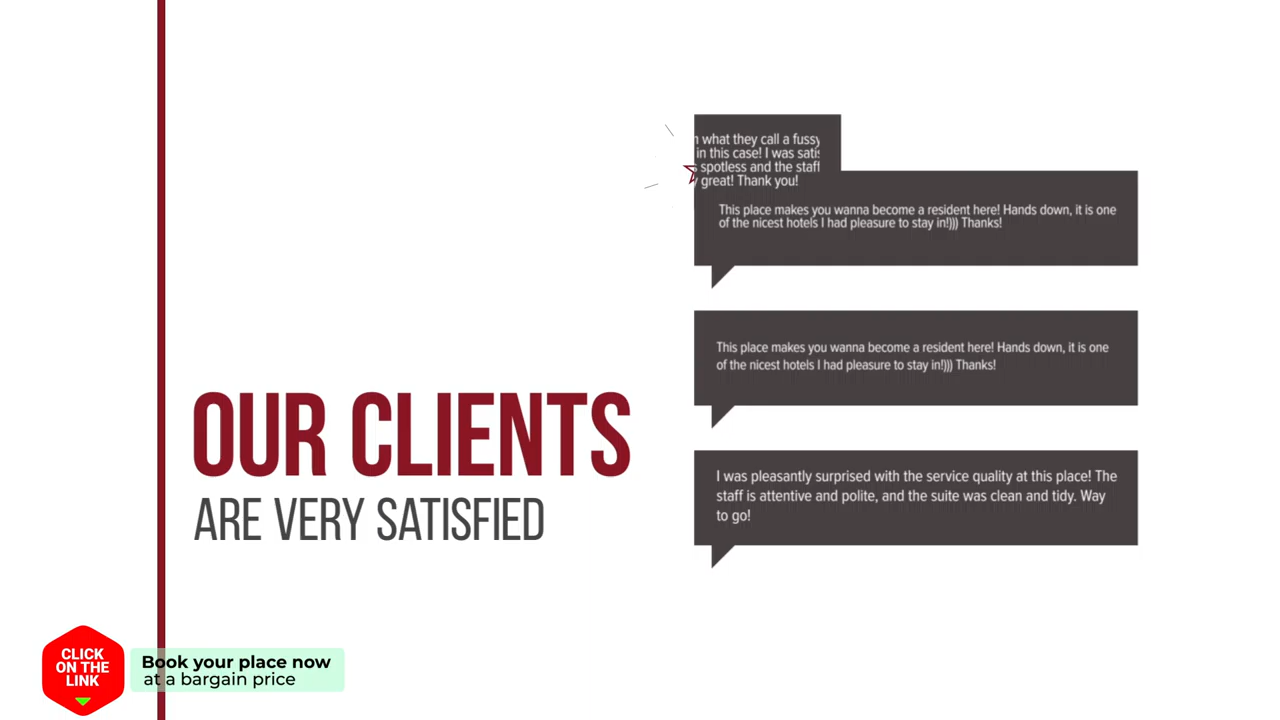 what they call a fussy
in this case! I was
spotless and the staff
great! Thank you!
This place makes you wanna become a resident here! Hands down, it is one
of the nicest hotels I had pleasure to stay in!))) Thanks!
This place makes you wanna become a resident here! Hands down, it is one
of the nicest hotels I had pleasure to stay in!))) Thanks!
I was pleasantly surprised with the service quality at this place! The
staff is attentive and polite, and the suite was clean and tidy. Way
to go!
OUR CLIENTS
ARE VERY SATISFIED
CLICK
ON THE
LINK
Book your place now
at a bargain price